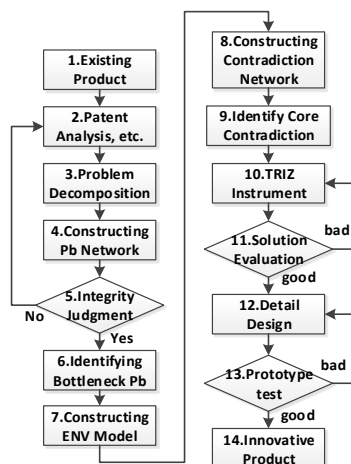 1.Existing
Product
2.Patent
Analysis, etc.
3.Problem
Decomposition
4.Constructing
Pb Network
5.Integrity
Judgment
No
Yes
6.Identifying
Bottleneck Pb
7.Constructing
ENV Model
8.Constructing
Contradiction
Network
9.Identify Core
Contradiction
10.TRIZ
Instrument
11.Solution
Evaluation
bad
good
12.Detail
Design
13.Prototype
test
bad
good
14.Innovative
Product